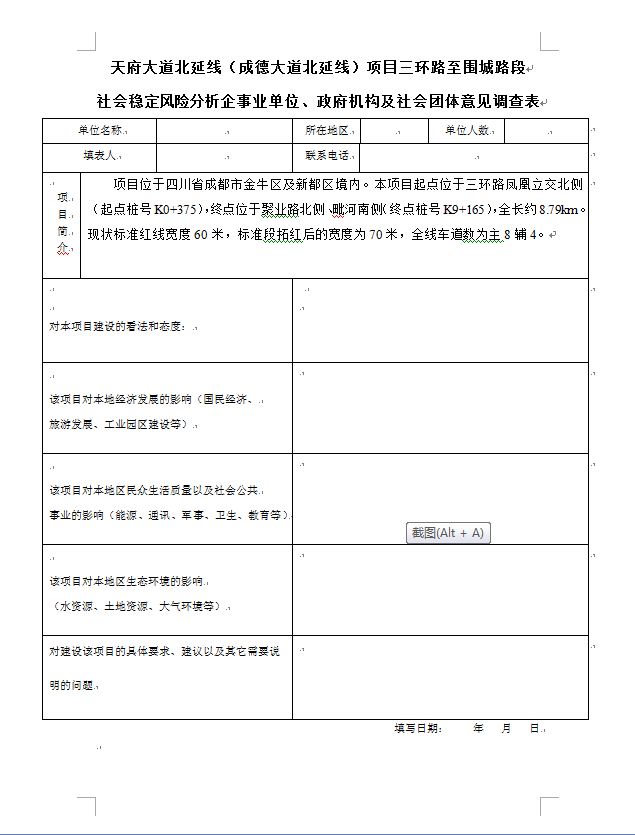 天府大道北延线（成德大道北延线）项目三环路至围城路段
社会稳定风险分析企事业单位、政府机构及社会团体意见调查表
单位名称 所在地区 单位人数
填表人 联系电话
项目简介
项目位于四川省成都市金牛区及新都区境内。本项目起点位于三环路凤凰立交北侧
（起点桩号K0+375），终点位于聚业路北侧、毗河南侧（终点桩号K9+165），全长约8.79km。
现状标准红线宽度60米，标准段拓红后的宽度为70米，全线车道数为主8辅4。
对本项目建设的看法和态度：
该项目对本地经济发展的影响（国民经济、
旅游发展、工业园区建设等）
该项目对本地区民众生活质量以及社会公共
事业的影响（能源、通讯、军事、卫生、教育等）
截图(Alt + A)
该项目对本地区生态环境的影响
（水资源、土地资源、大气环境等）
对建设该项目的具体要求、建议以及其它需要说
明的问题
填写日期： 年 月 日